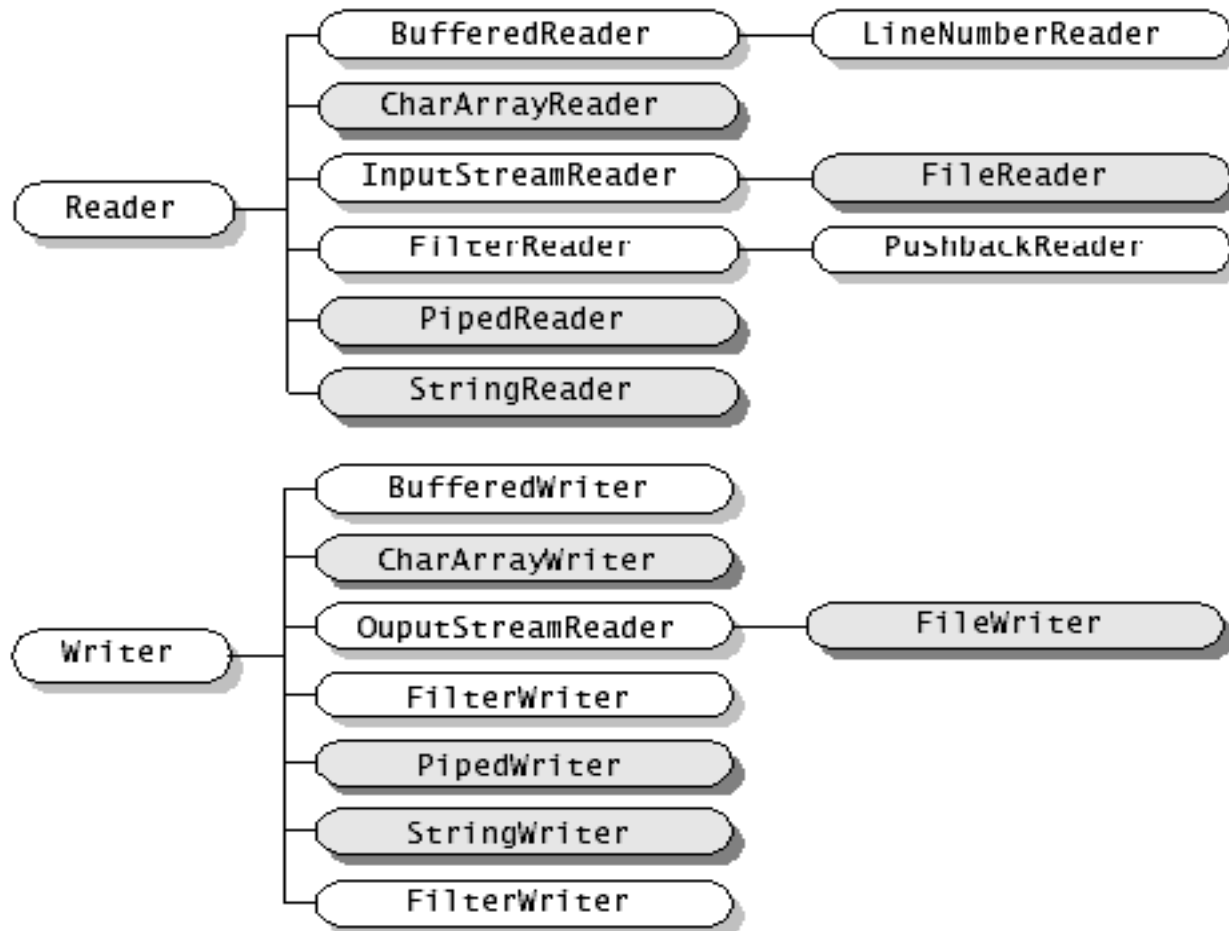 BufferedReader
LineNumberReader
CharArrayReader
InputStreamReader
FileReader
Reader
FilterReader
PushbackReader
PipedReader
StringReader
BufferedWriter
CharArrayWriter
OuputStreamReader
FileWriter
Writer
FilterWriter
PipedWriter
StringWriter
FilterWriter